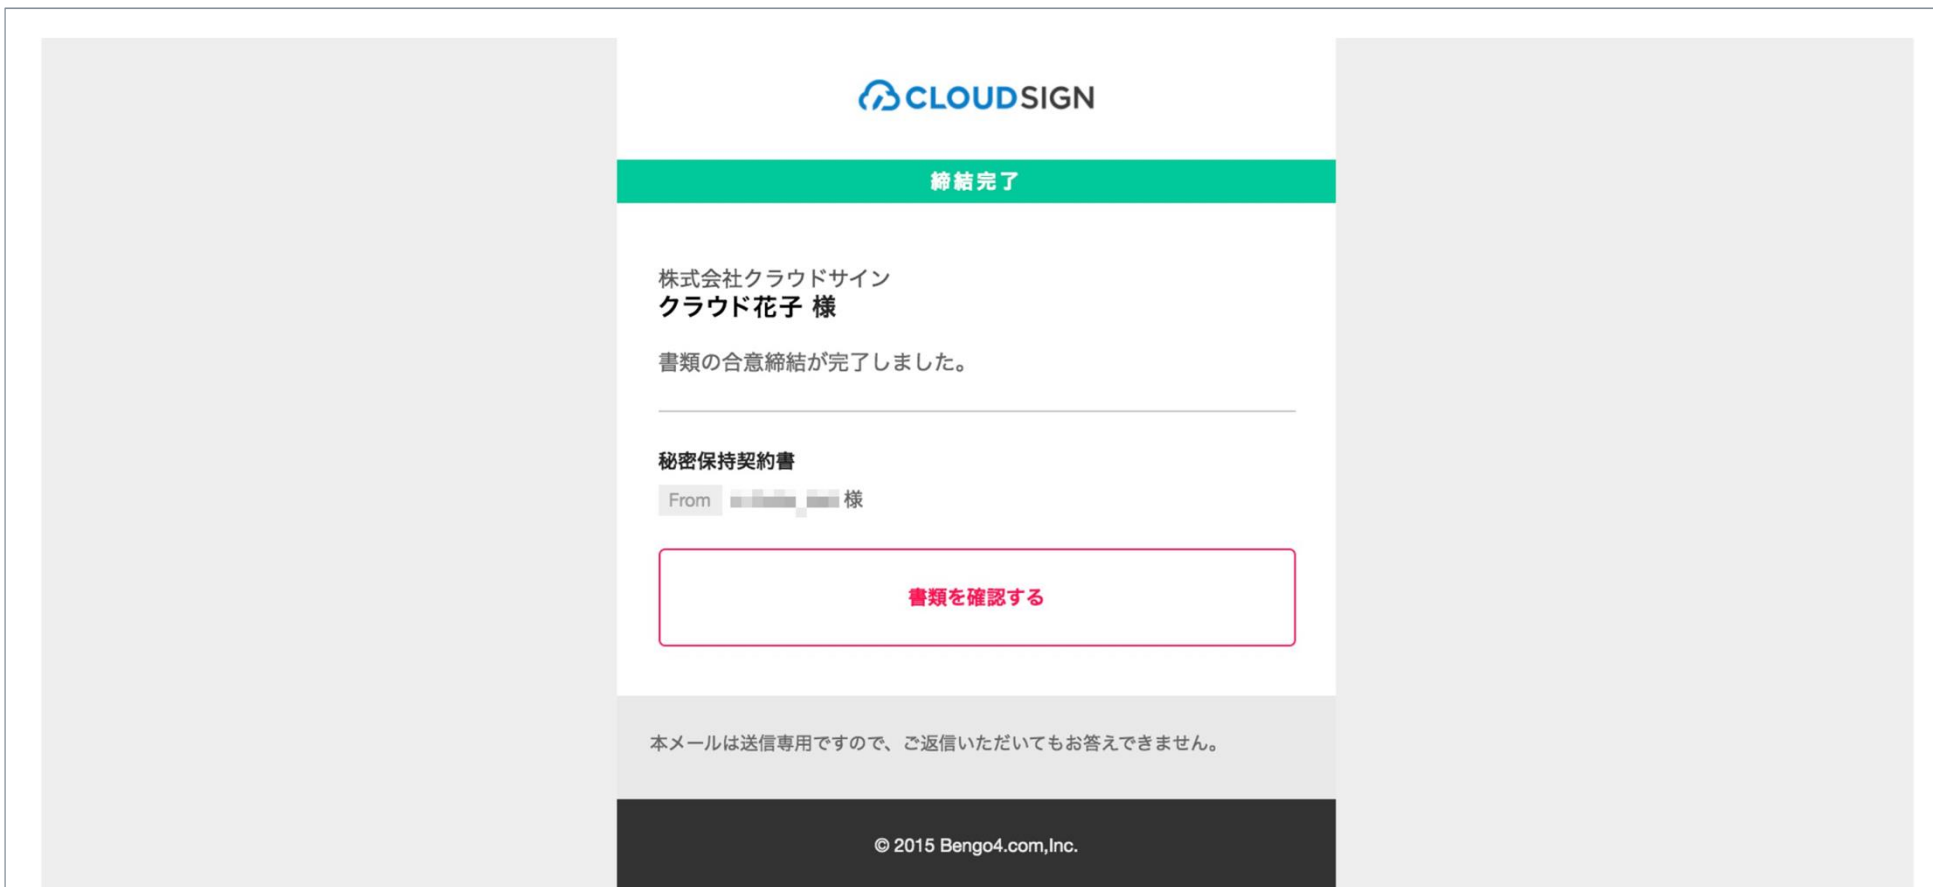 CLOUDSIGN
締結完了
株式会社クラウドサイン
クラウド花子 様
書類の合意締結が完了しました。
秘密保持契約書
From 様
書類を確認する
本メールは送信専用ですので、ご返信いただいてもお答えできません。
© 2015 Bengo4.com,Inc.